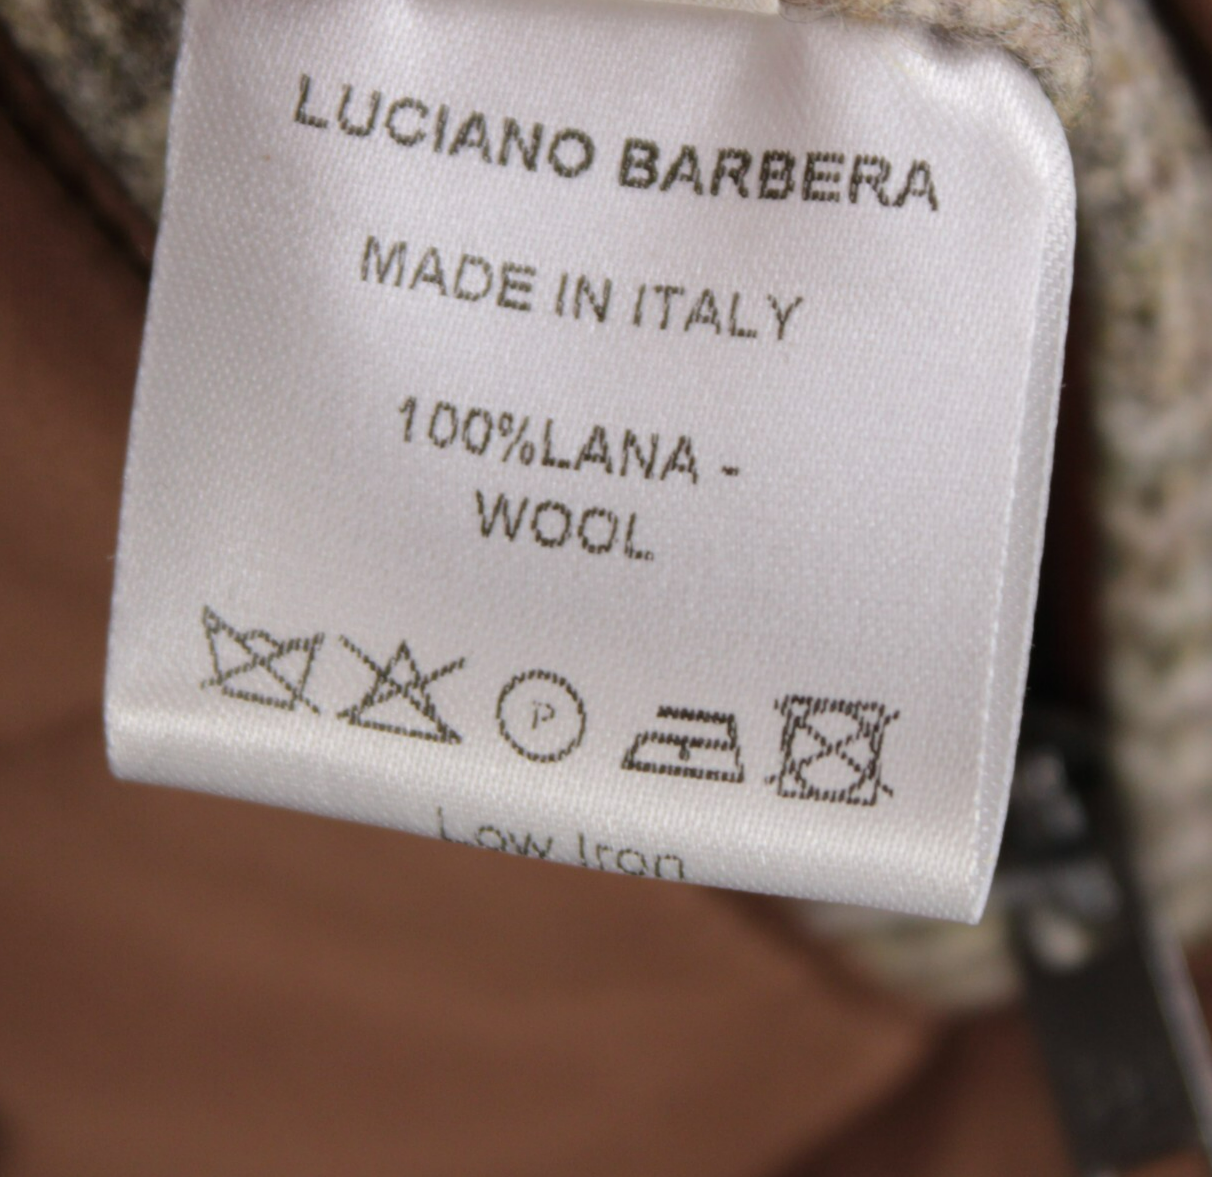 LUCIANO BARBERA
MADE IN ITALY
100%LANA -
WOOL
P
Low Iron